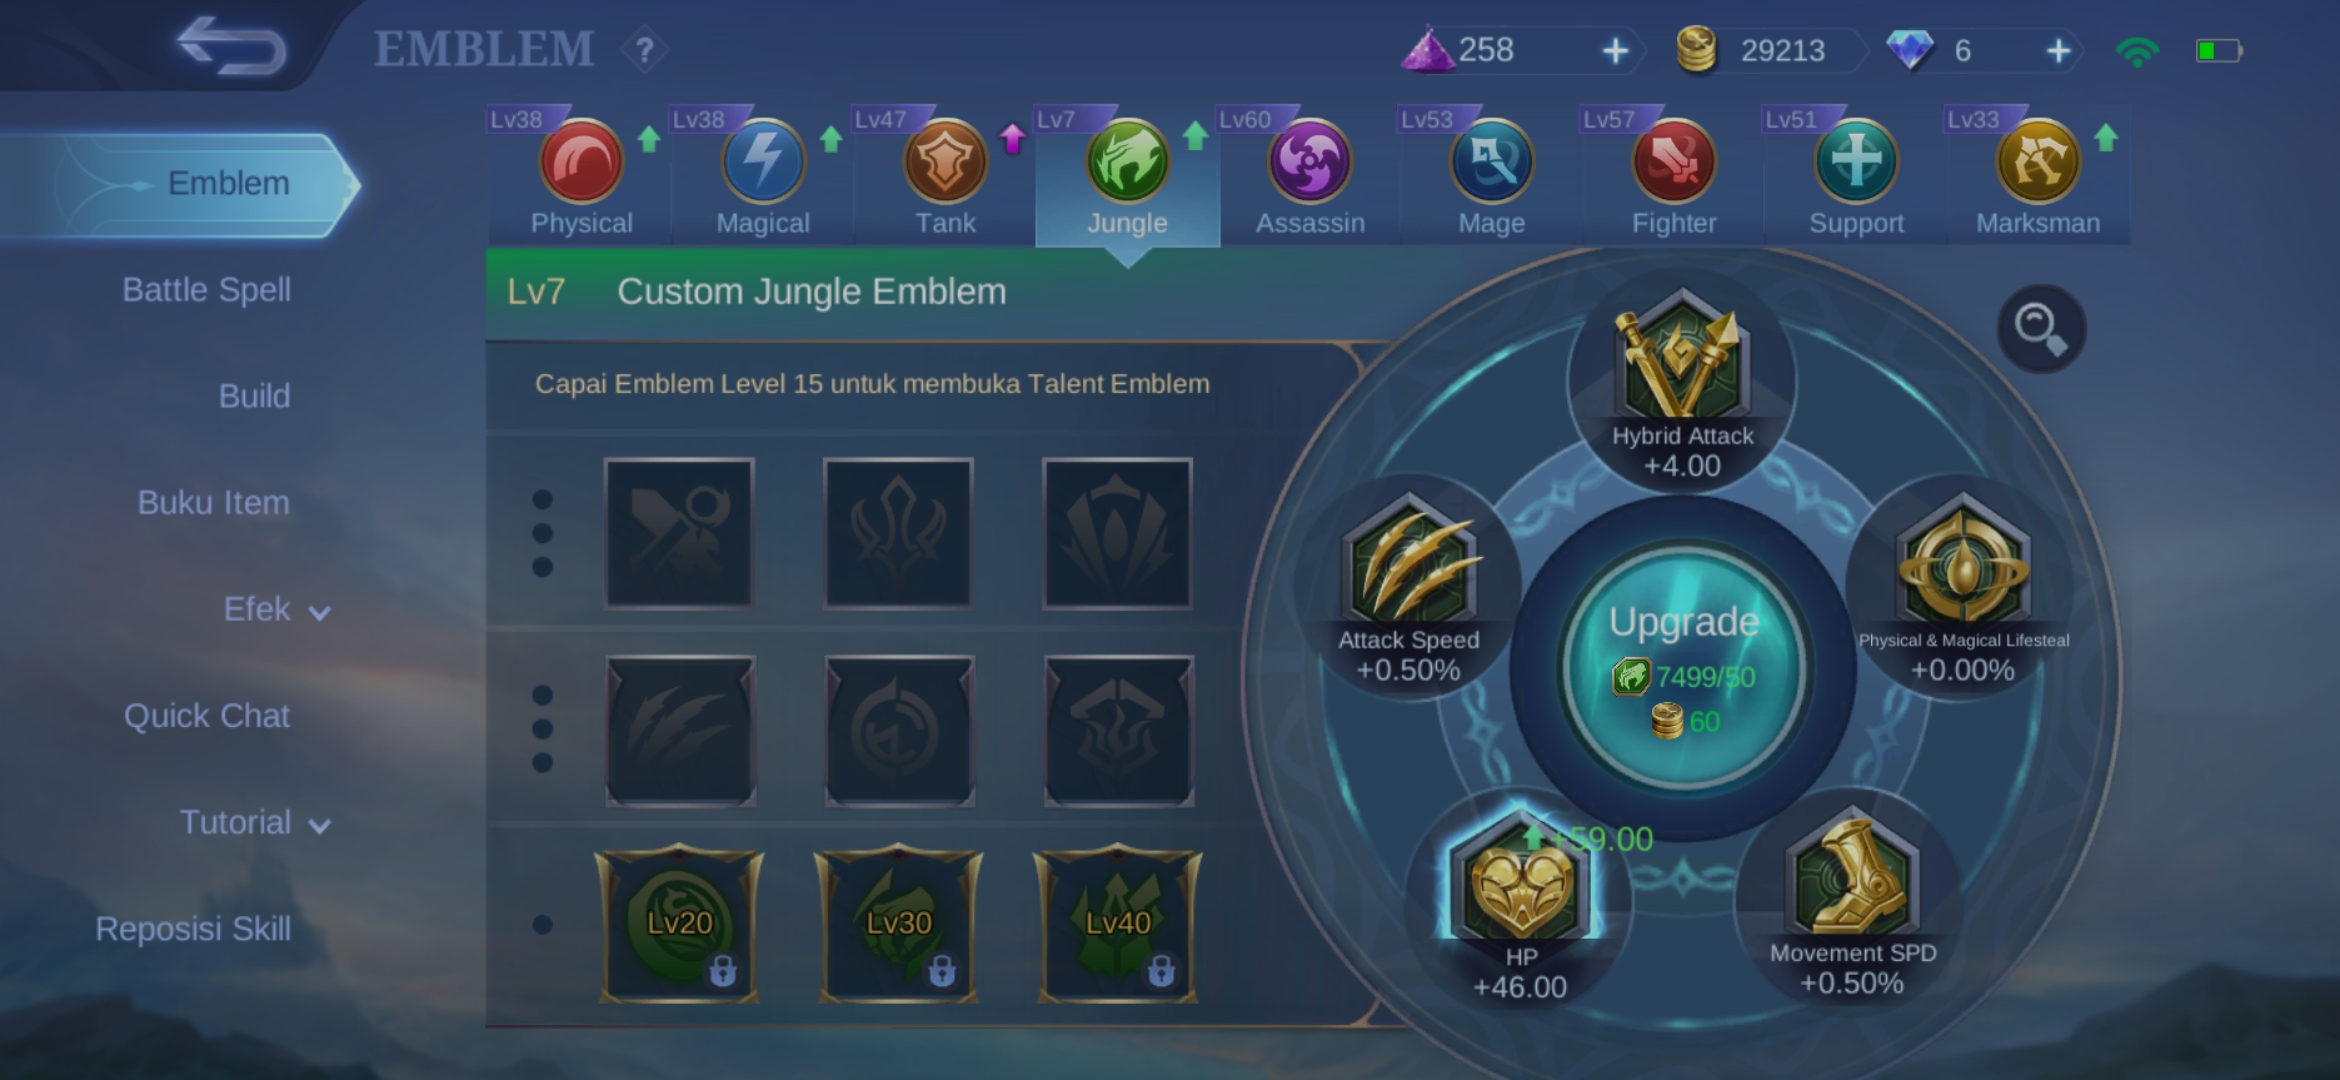 EMBLEM
?
258
29213
6
Lv38
Lv38
Lv47
Lv7
Lv60
Lv53
Lv57
Lv51
Lv33
Physical
Magical
Tank
Jungle
Assassin
Mage
Fighter
Support
Marksman
Emblem
Battle Spell
Build
Buku Item
Efek
Quick Chat
Tutorial
Reposisi Skill
Lv7 Custom Jungle Emblem
Capai Emblem Level 15 untuk membuka Talent Emblem
Lv20
Lv30
Lv40
Hybrid Attack
+4.00
Attack Speed
+0.50%
Physical & Magical Lifesteal
+0.00%
Upgrade
7499/50
60
+59.00
HP
+46.00
Movement SPD
+0.50%